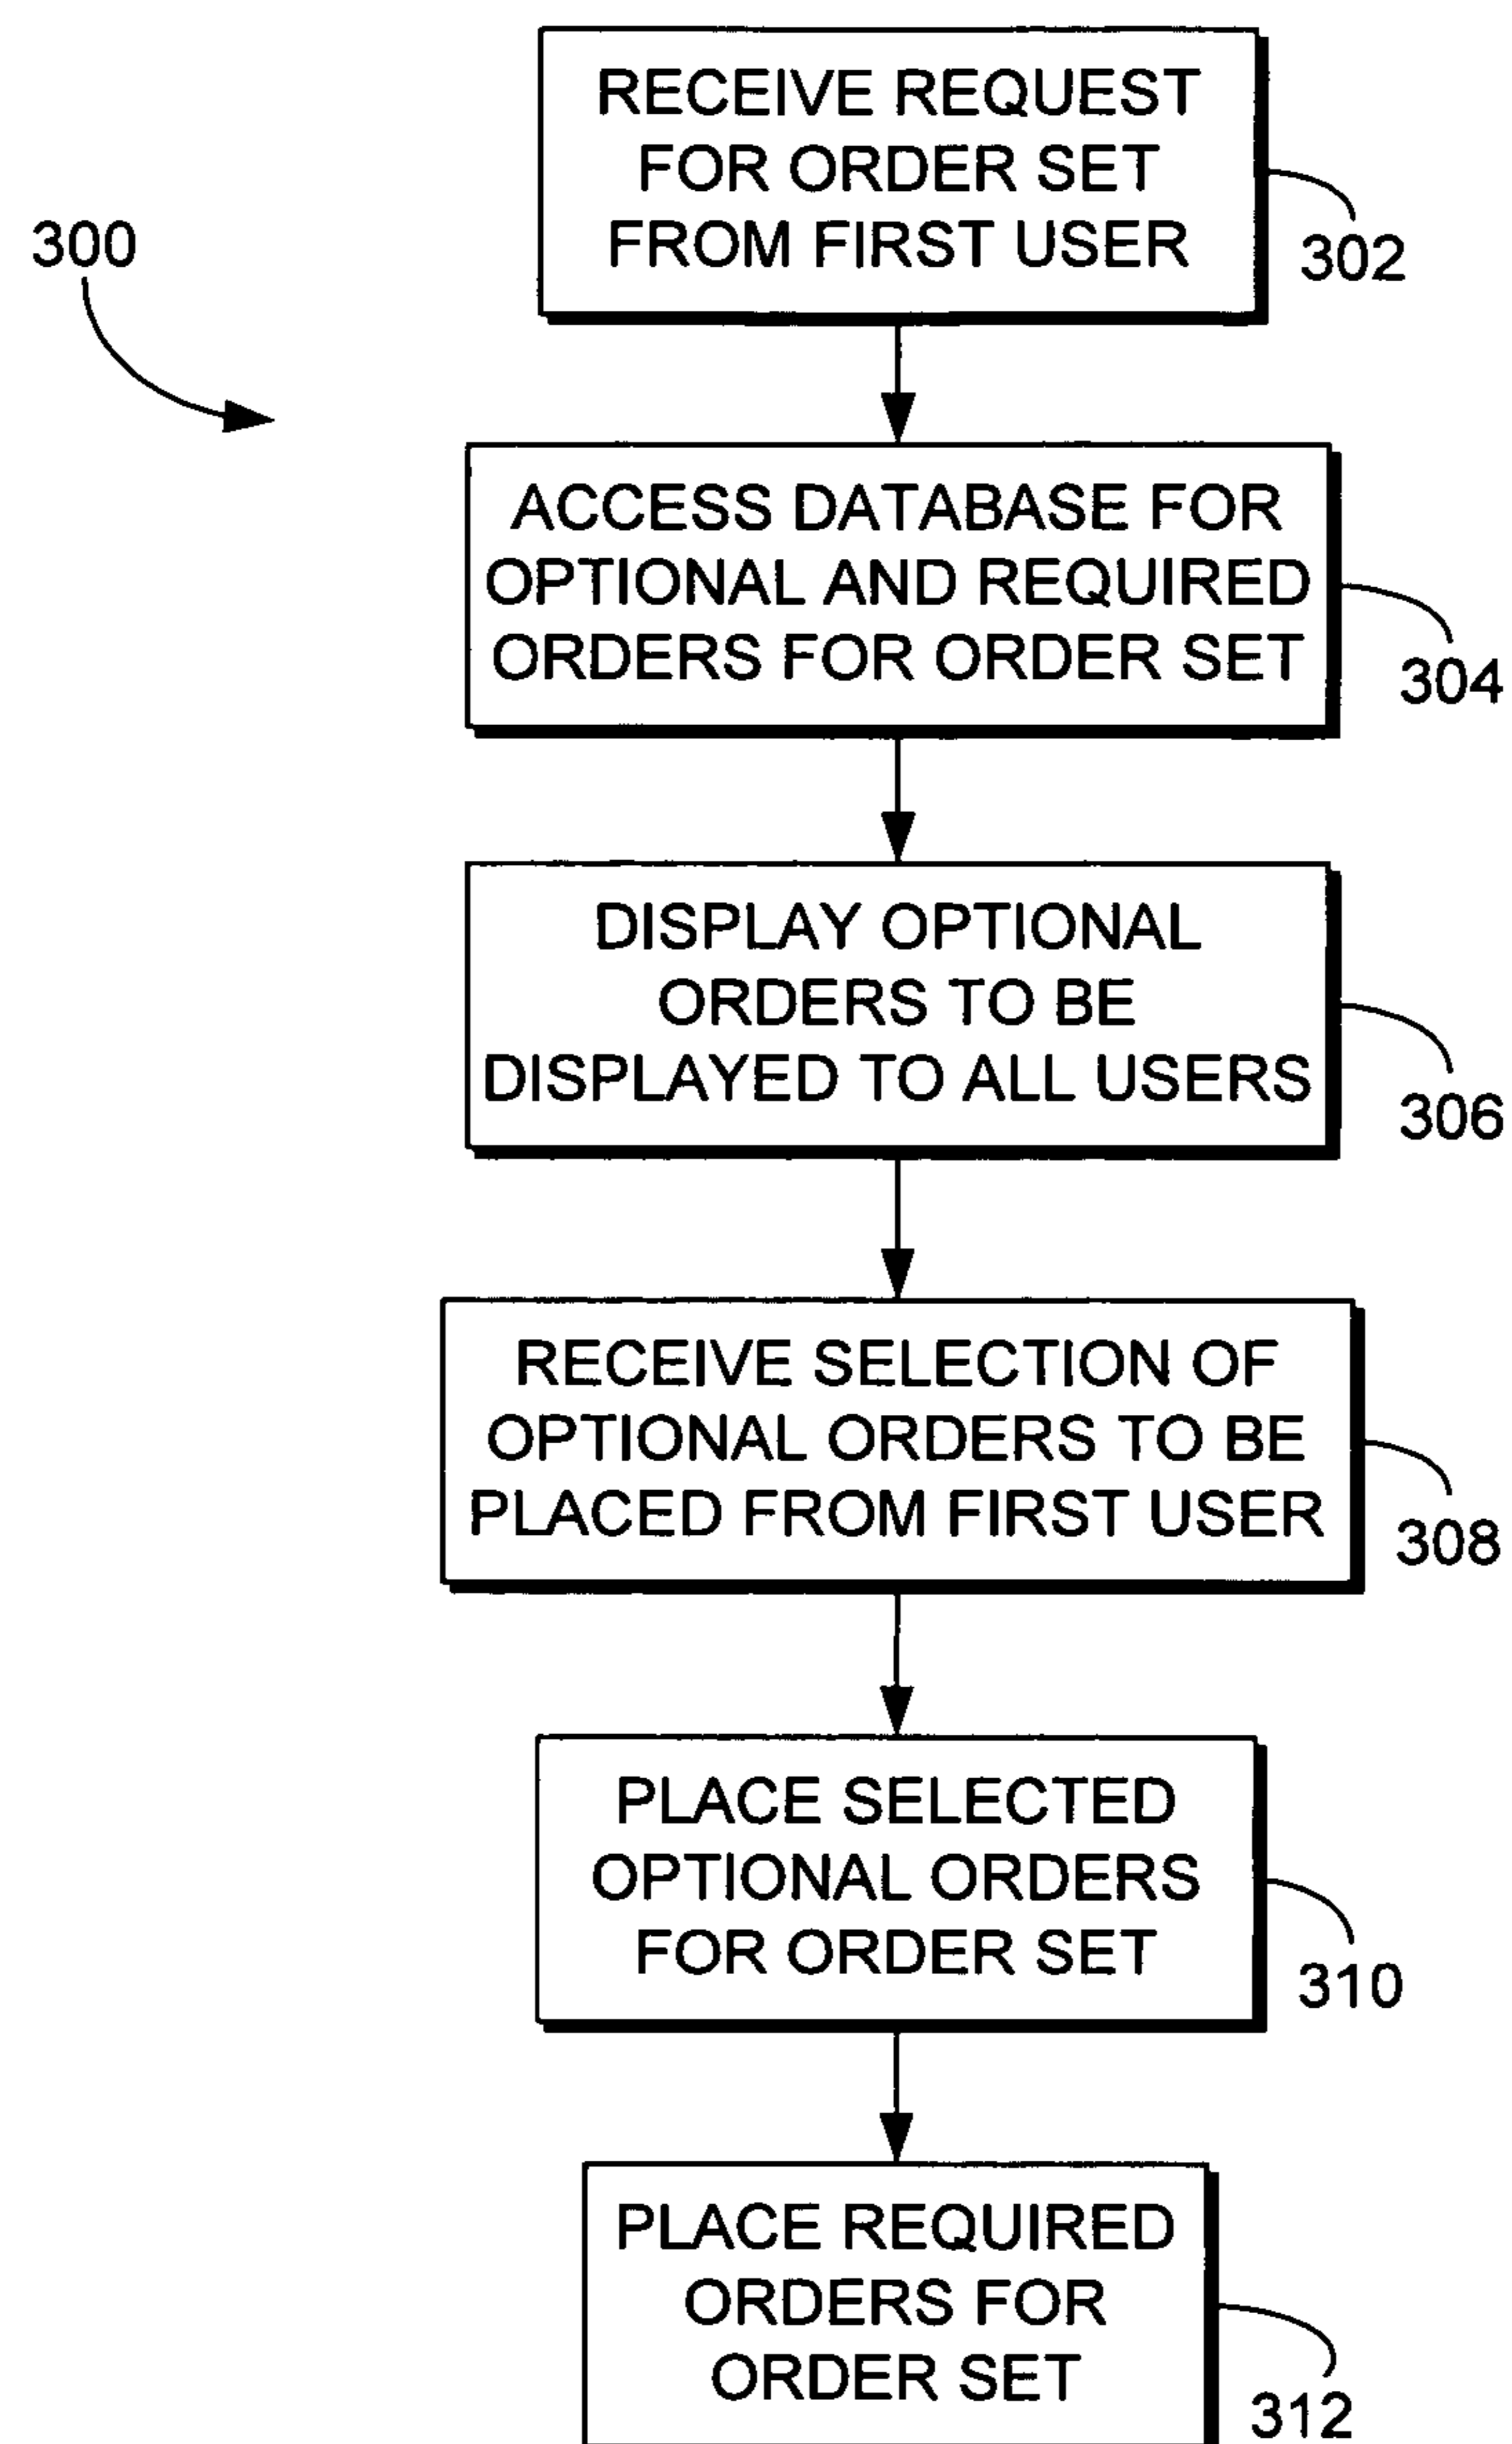 RECEIVE REQUEST
FOR ORDER SET
FROM FIRST USER
302
300
ACCESS DATABASE FOR
OPTIONAL AND REQUIRED
ORDERS FOR ORDER SET
304
DISPLAY OPTIONAL
ORDERS TO BE
DISPLAYED TO ALL USERS
306
RECEIVE SELECTION OF
OPTIONAL ORDERS TO BE
PLACED FROM FIRST USER
308
PLACE SELECTED
OPTIONAL ORDERS
FOR ORDER SET
310
PLACE REQUIRED
ORDERS FOR
ORDER SET
312